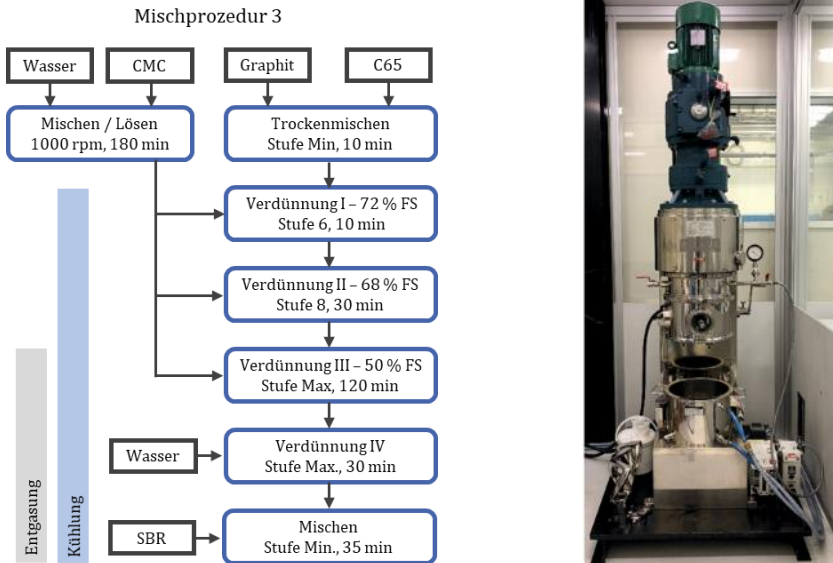 Mischprozedur 3
Wasser
CMC
Graphit
C65
Mischen / Lösen
1000 rpm, 180 min
Trockenmischen
Stufe Min, 10 min
Verdünnung I – 72 % FS
Stufe 6, 10 min
Verdünnung II – 68 % FS
Stufe 8, 30 min
Verdünnung III – 50 % FS
Stufe Max, 120 min
Wasser
Verdünnung IV
Stufe Max., 30 min
SBR
Mischen
Stufe Min., 35 min
Entgasung
Kühlung